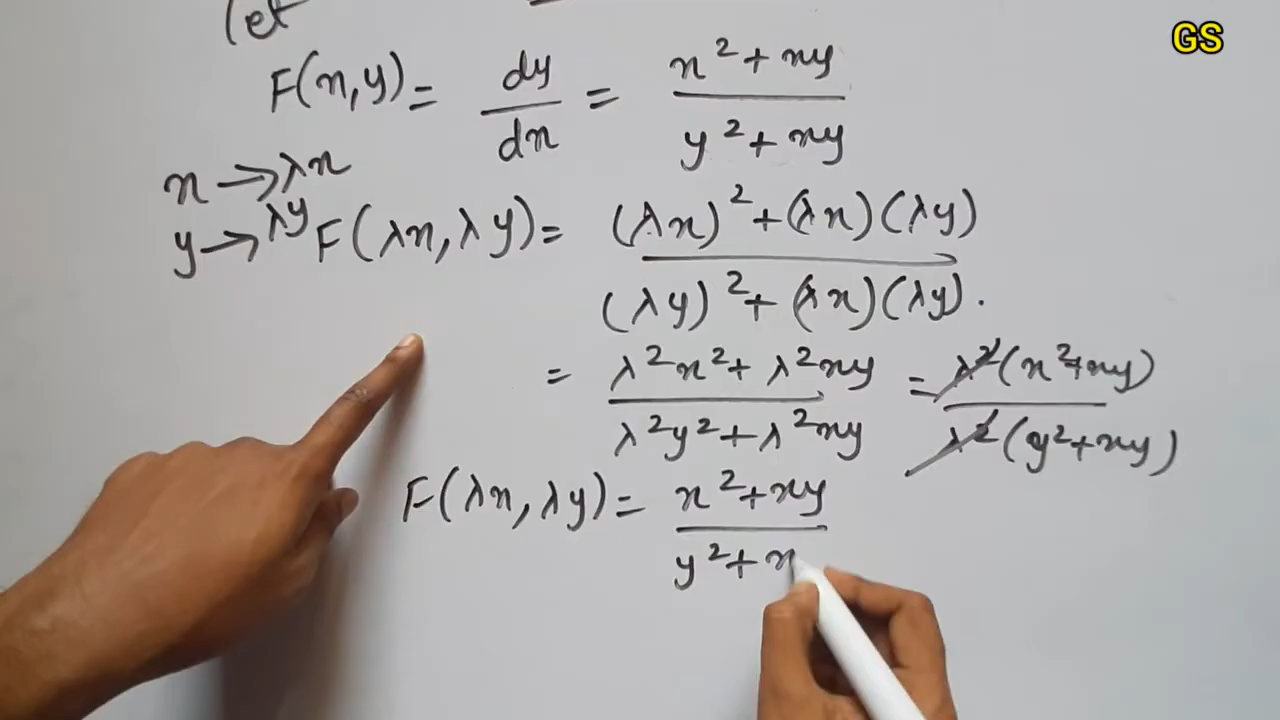 GS
let
F(x,y) = dy/dx = x²+xy / y²+xy
x → λx
y → λy F(λx, λy) = (λx)²+(λx)(λy) / (λy)²+(λx)(λy).
= λ²x²+λ²xy / λ²y²+λ²xy = λ²(x²+xy) / λ²(y²+xy)
F(λx, λy) = x²+xy / y²+x